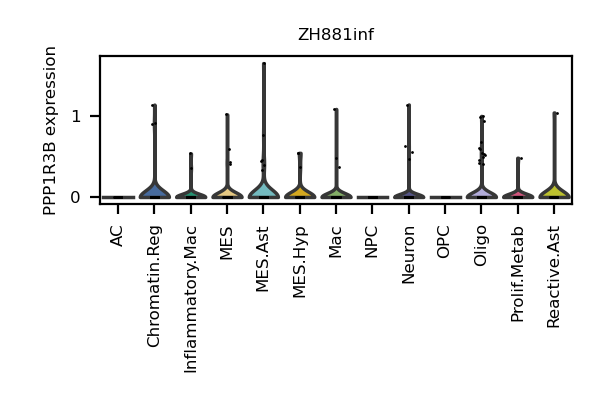 ZH881inf
PPP1R3B expression
1
0
AC
Chromatin.Reg
Inflammatory.Mac
MES
MES.Ast
MES.Hyp
Mac
NPC
Neuron
OPC
Oligo
Prolif.Metab
Reactive.Ast